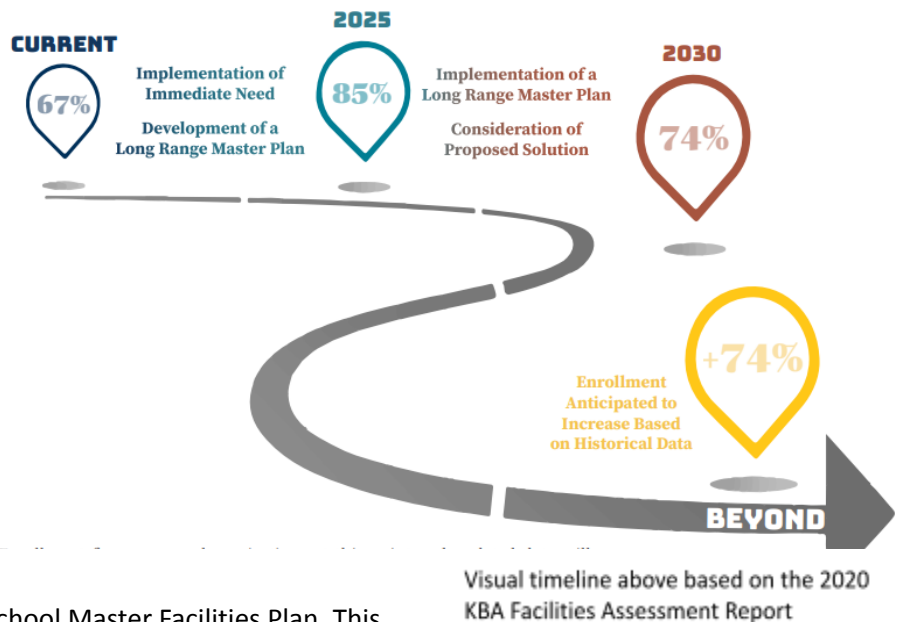 CURRENT
67%
Implementation of
Immediate Need
Development of a
Long Range Master Plan
2025
85%
Implementation of a
Long Range Master Plan
Consideration of
Proposed Solution
2030
74%
+74%
Enrollment
Anticipated to
Increase Based
on Historical Data
BEYOND
Visual timeline above based on the 2020
KBA Facilities Assessment Report
chool Master Facilities Plan. This